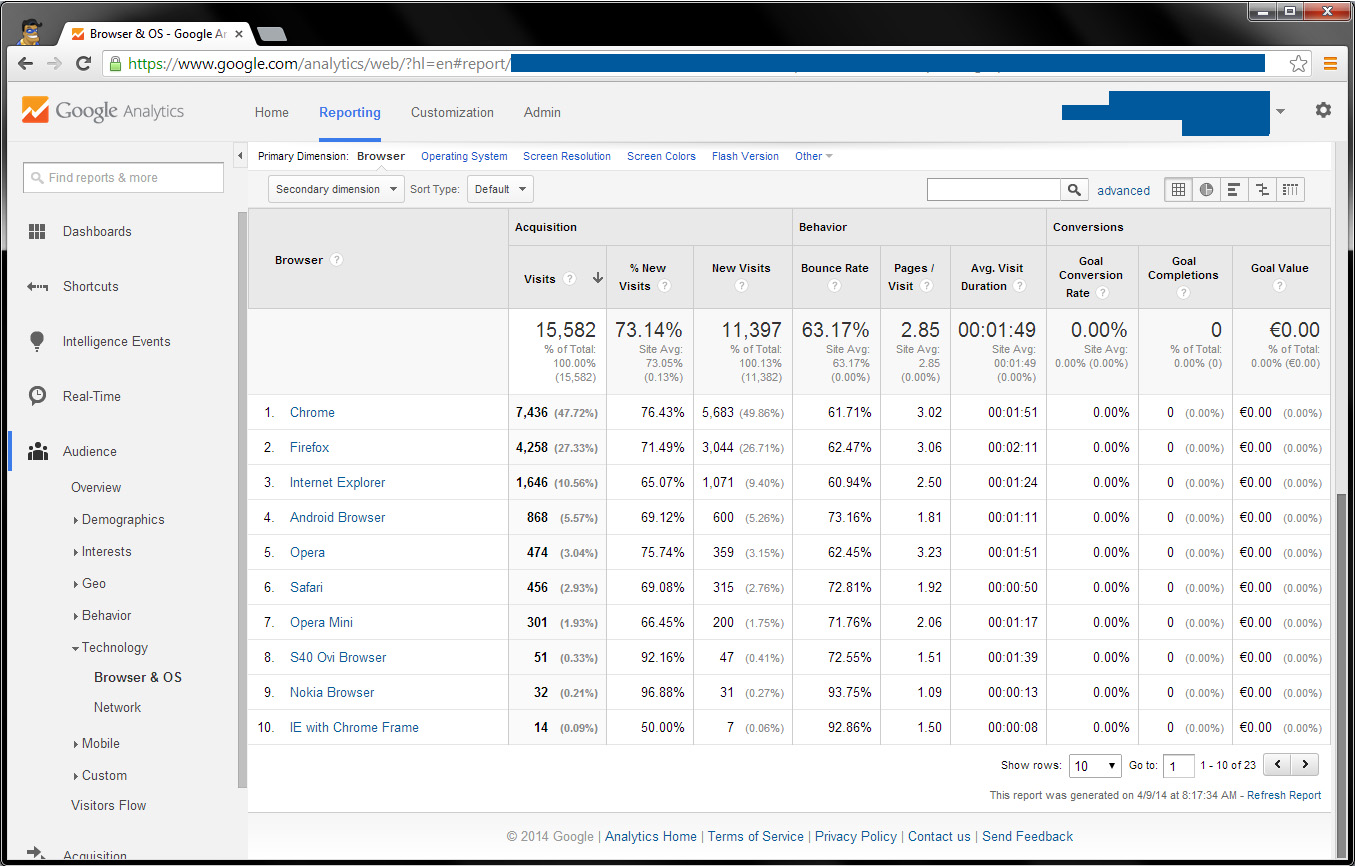 Browser & OS - Google An
https://www.google.com/analytics/web/?hl=en#report/
Google Analytics
Home Reporting Customization Admin
Find reports & more
Dashboards
Shortcuts
Intelligence Events
Real-Time
Audience
Overview
Demographics
Interests
Geo
Behavior
Technology
Browser & OS
Network
Mobile
Custom
Visitors Flow
Acquisition
Primary Dimension: Browser Operating System Screen Resolution Screen Colors Flash Version Other
Secondary dimension Sort Type: Default advanced
Browser ? Acquisition Behavior Conversions
Visits ? % New Visits ? New Visits ? Bounce Rate ? Pages / Visit ? Avg. Visit Duration ? Goal Conversion Rate ? Goal Completions ? Goal Value ?
15,582 73.14% 11,397 63.17% 2.85 00:01:49 0.00% 0 €0.00
% of Total: Site Avg: % of Total: Site Avg: Site Avg: Site Avg: Site Avg: % of Total: % of Total:
100.00% 73.05% 100.13% 63.17% 2.85 00:01:49 0.00% (0.00%) 0.00% (0) 0.00% (€0.00)
(15,582) (0.13%) (11,382) (0.00%) (0.00%) (0.00%)
1. Chrome 7,436 (47.72%) 76.43% 5,683 (49.86%) 61.71% 3.02 00:01:51 0.00% 0 (0.00%) €0.00 (0.00%)
2. Firefox 4,258 (27.33%) 71.49% 3,044 (26.71%) 62.47% 3.06 00:02:11 0.00% 0 (0.00%) €0.00 (0.00%)
3. Internet Explorer 1,646 (10.56%) 65.07% 1,071 (9.40%) 60.94% 2.50 00:01:24 0.00% 0 (0.00%) €0.00 (0.00%)
4. Android Browser 868 (5.57%) 69.12% 600 (5.26%) 73.16% 1.81 00:01:11 0.00% 0 (0.00%) €0.00 (0.00%)
5. Opera 474 (3.04%) 75.74% 359 (3.15%) 62.45% 3.23 00:01:51 0.00% 0 (0.00%) €0.00 (0.00%)
6. Safari 456 (2.93%) 69.08% 315 (2.76%) 72.81% 1.92 00:00:50 0.00% 0 (0.00%) €0.00 (0.00%)
7. Opera Mini 301 (1.93%) 66.45% 200 (1.75%) 71.76% 2.06 00:01:17 0.00% 0 (0.00%) €0.00 (0.00%)
8. S40 Ovi Browser 51 (0.33%) 92.16% 47 (0.41%) 72.55% 1.51 00:01:39 0.00% 0 (0.00%) €0.00 (0.00%)
9. Nokia Browser 32 (0.21%) 96.88% 31 (0.27%) 93.75% 1.09 00:00:13 0.00% 0 (0.00%) €0.00 (0.00%)
10. IE with Chrome Frame 14 (0.09%) 50.00% 7 (0.06%) 92.86% 1.50 00:00:08 0.00% 0 (0.00%) €0.00 (0.00%)
Show rows: 10 Go to: 1 1 - 10 of 23
This report was generated on 4/9/14 at 8:17:34 AM - Refresh Report
© 2014 Google | Analytics Home | Terms of Service | Privacy Policy | Contact us | Send Feedback